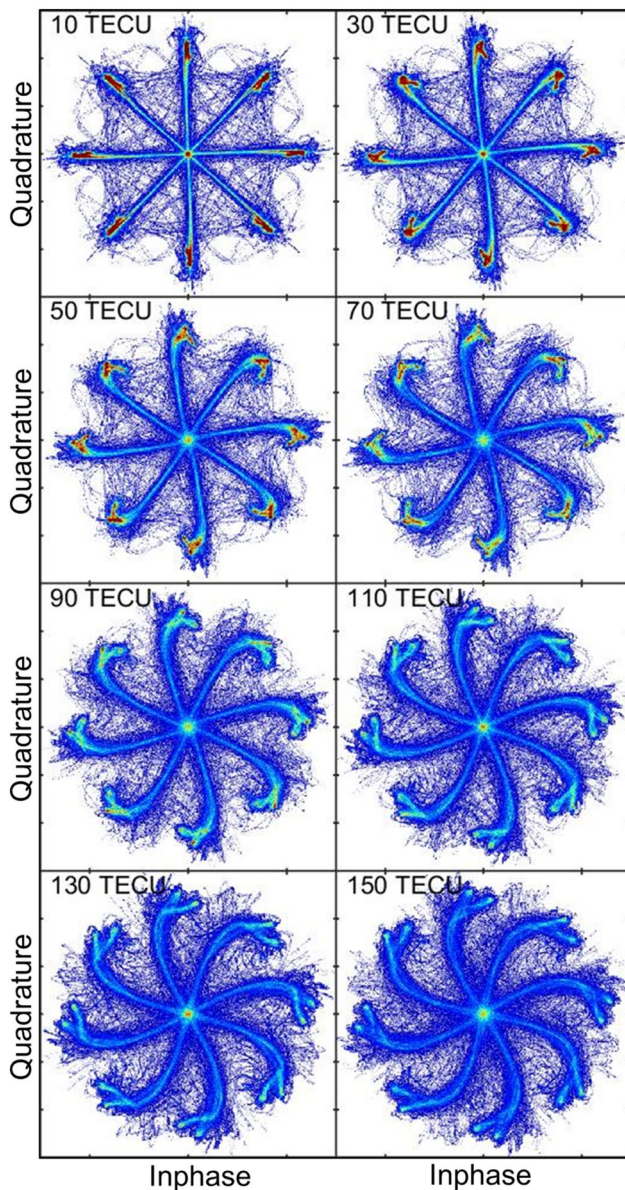 10 TECU
30 TECU
Quadrature
50 TECU
70 TECU
Quadrature
90 TECU
110 TECU
Quadrature
130 TECU
150 TECU
Quadrature
Inphase
Inphase